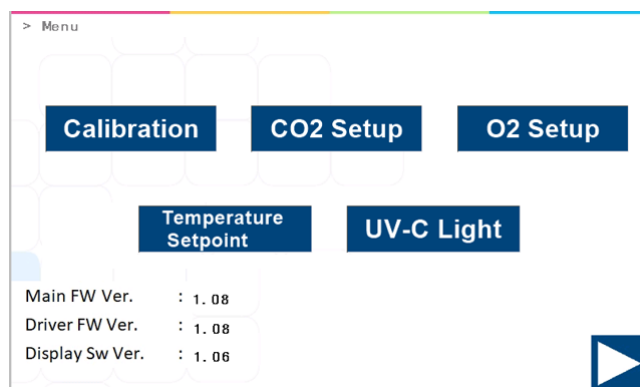 > Menu
Calibration
CO2 Setup
O2 Setup
Temperature
Setpoint
UV-C Light
Main FW Ver. : 1.08
Driver FW Ver. : 1.08
Display Sw Ver. : 1.06